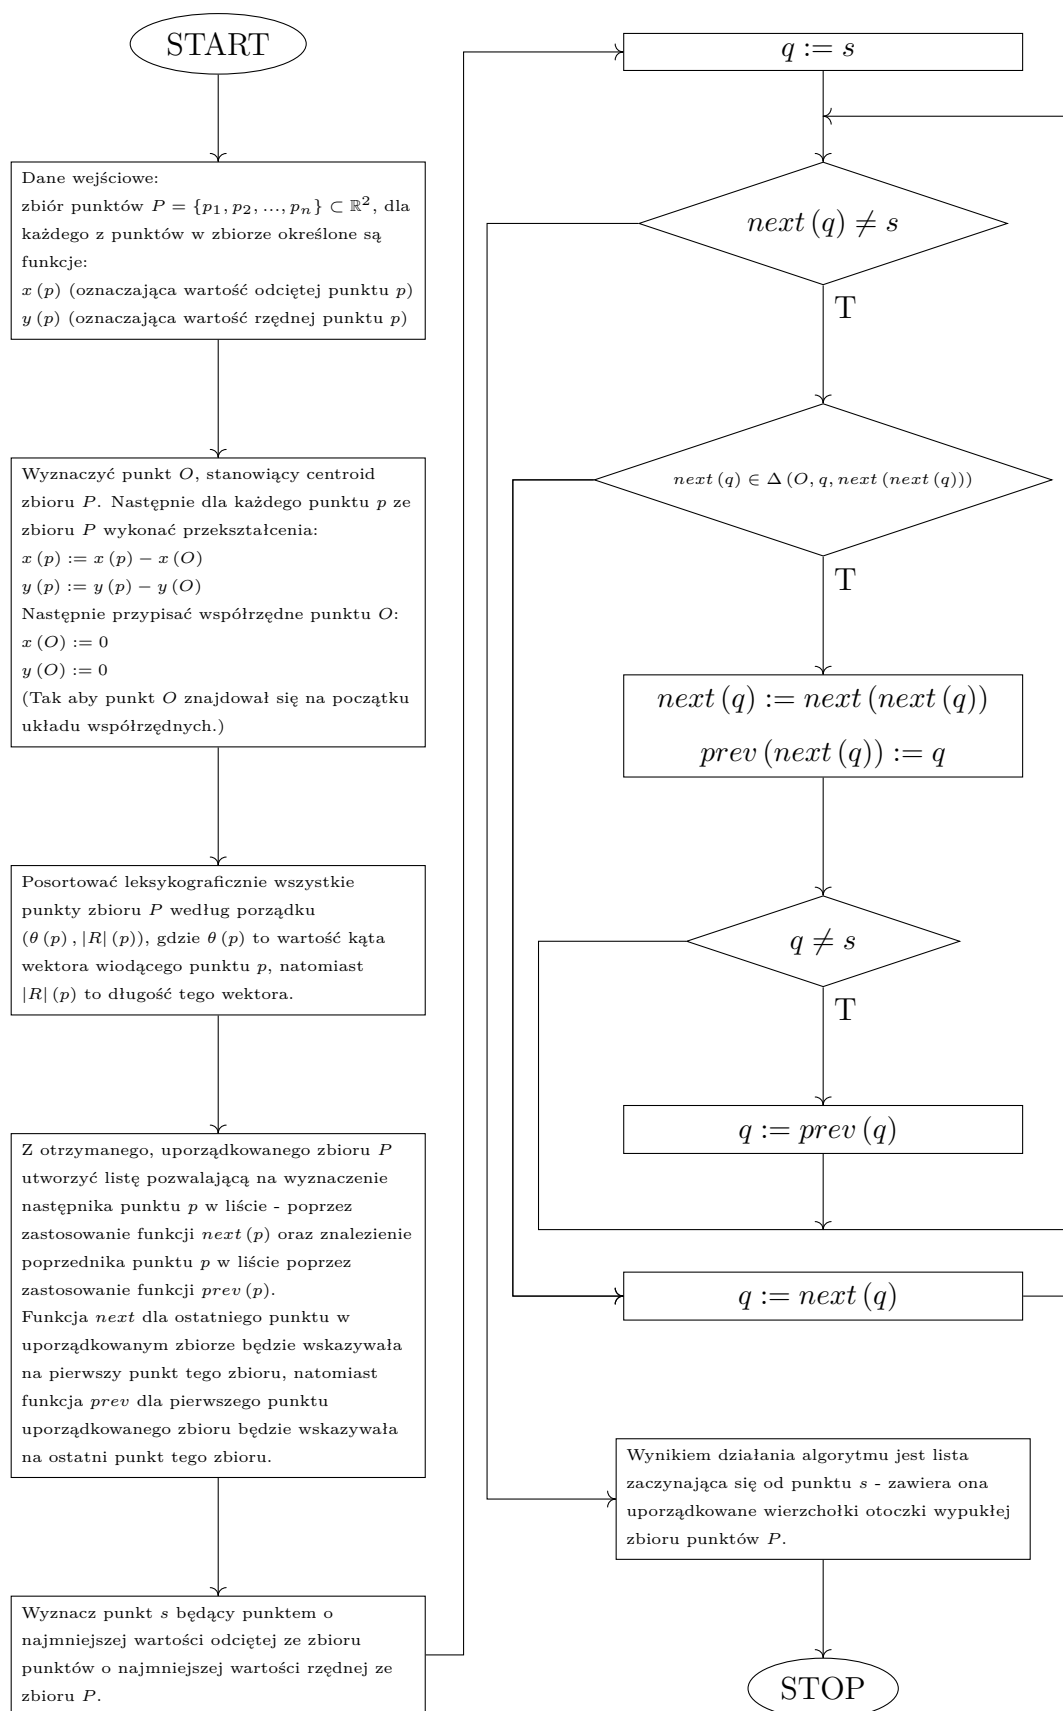 START
Dane wejściowe:
zbiór punktów P = {p₁, p₂, ..., pₙ} ⊂ ℝ², dla
każdego z punktów w zbiorze określone są
funkcje:
x (p) (oznaczająca wartość odciętej punktu p)
y (p) (oznaczająca wartość rzędnej punktu p)
Wyznaczyć punkt O, stanowiący centroid
zbioru P. Następnie dla każdego punktu p ze
zbioru P wykonać przekształcenia:
x (p) := x (p) − x (O)
y (p) := y (p) − y (O)
Następnie przypisać współrzędne punktu O:
x (O) := 0
y (O) := 0
(Tak aby punkt O znajdował się na początku
układu współrzędnych.)
Posortować leksykograficznie wszystkie
punkty zbioru P według porządku
(θ (p) , |R| (p)), gdzie θ (p) to wartość kąta
wektora wiodącego punktu p, natomiast
|R| (p) to długość tego wektora.
Z otrzymanego, uporządkowanego zbioru P
utworzyć listę pozwalającą na wyznaczenie
następnika punktu p w liście - poprzez
zastosowanie funkcji next (p) oraz znalezienie
poprzednika punktu p w liście poprzez
zastosowanie funkcji prev (p).
Funkcja next dla ostatniego punktu w
uporządkowanym zbiorze będzie wskazywała
na pierwszy punkt tego zbioru, natomiast
funkcja prev dla pierwszego punktu
uporządkowanego zbioru będzie wskazywała
na ostatni punkt tego zbioru.
Wyznacz punkt s będący punktem o
najmniejszej wartości odciętej ze zbioru
punktów o najmniejszej wartości rzędnej ze
zbioru P.
q := s
next (q) ≠ s
T
next (q) ∈ Δ (O, q, next (next (q)))
T
next (q) := next (next (q))
prev (next (q)) := q
q ≠ s
T
q := prev (q)
q := next (q)
Wynikiem działania algorytmu jest lista
zaczynająca się od punktu s - zawiera ona
uporządkowane wierzchołki otoczki wypukłej
zbioru punktów P.
STOP